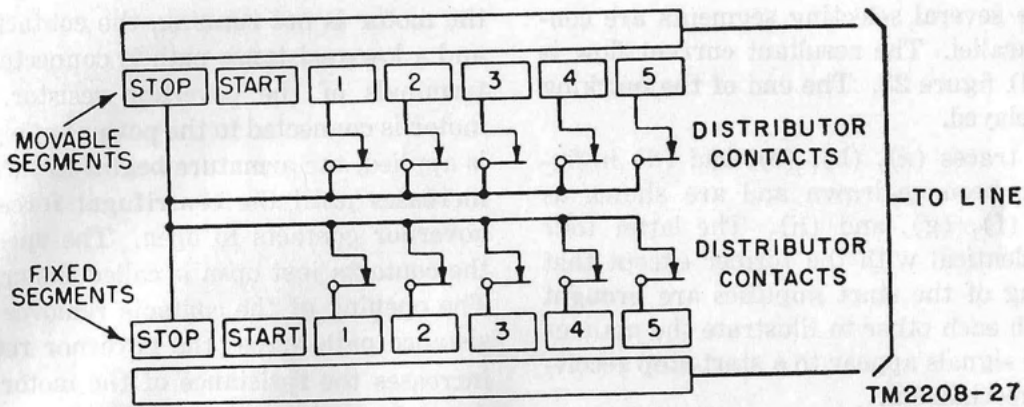 STOP START 1 2 3 4 5
MOVABLE
SEGMENTS
DISTRIBUTOR
CONTACTS
TO LINE
DISTRIBUTOR
CONTACTS
FIXED
SEGMENTS
STOP START 1 2 3 4 5
TM2208-27